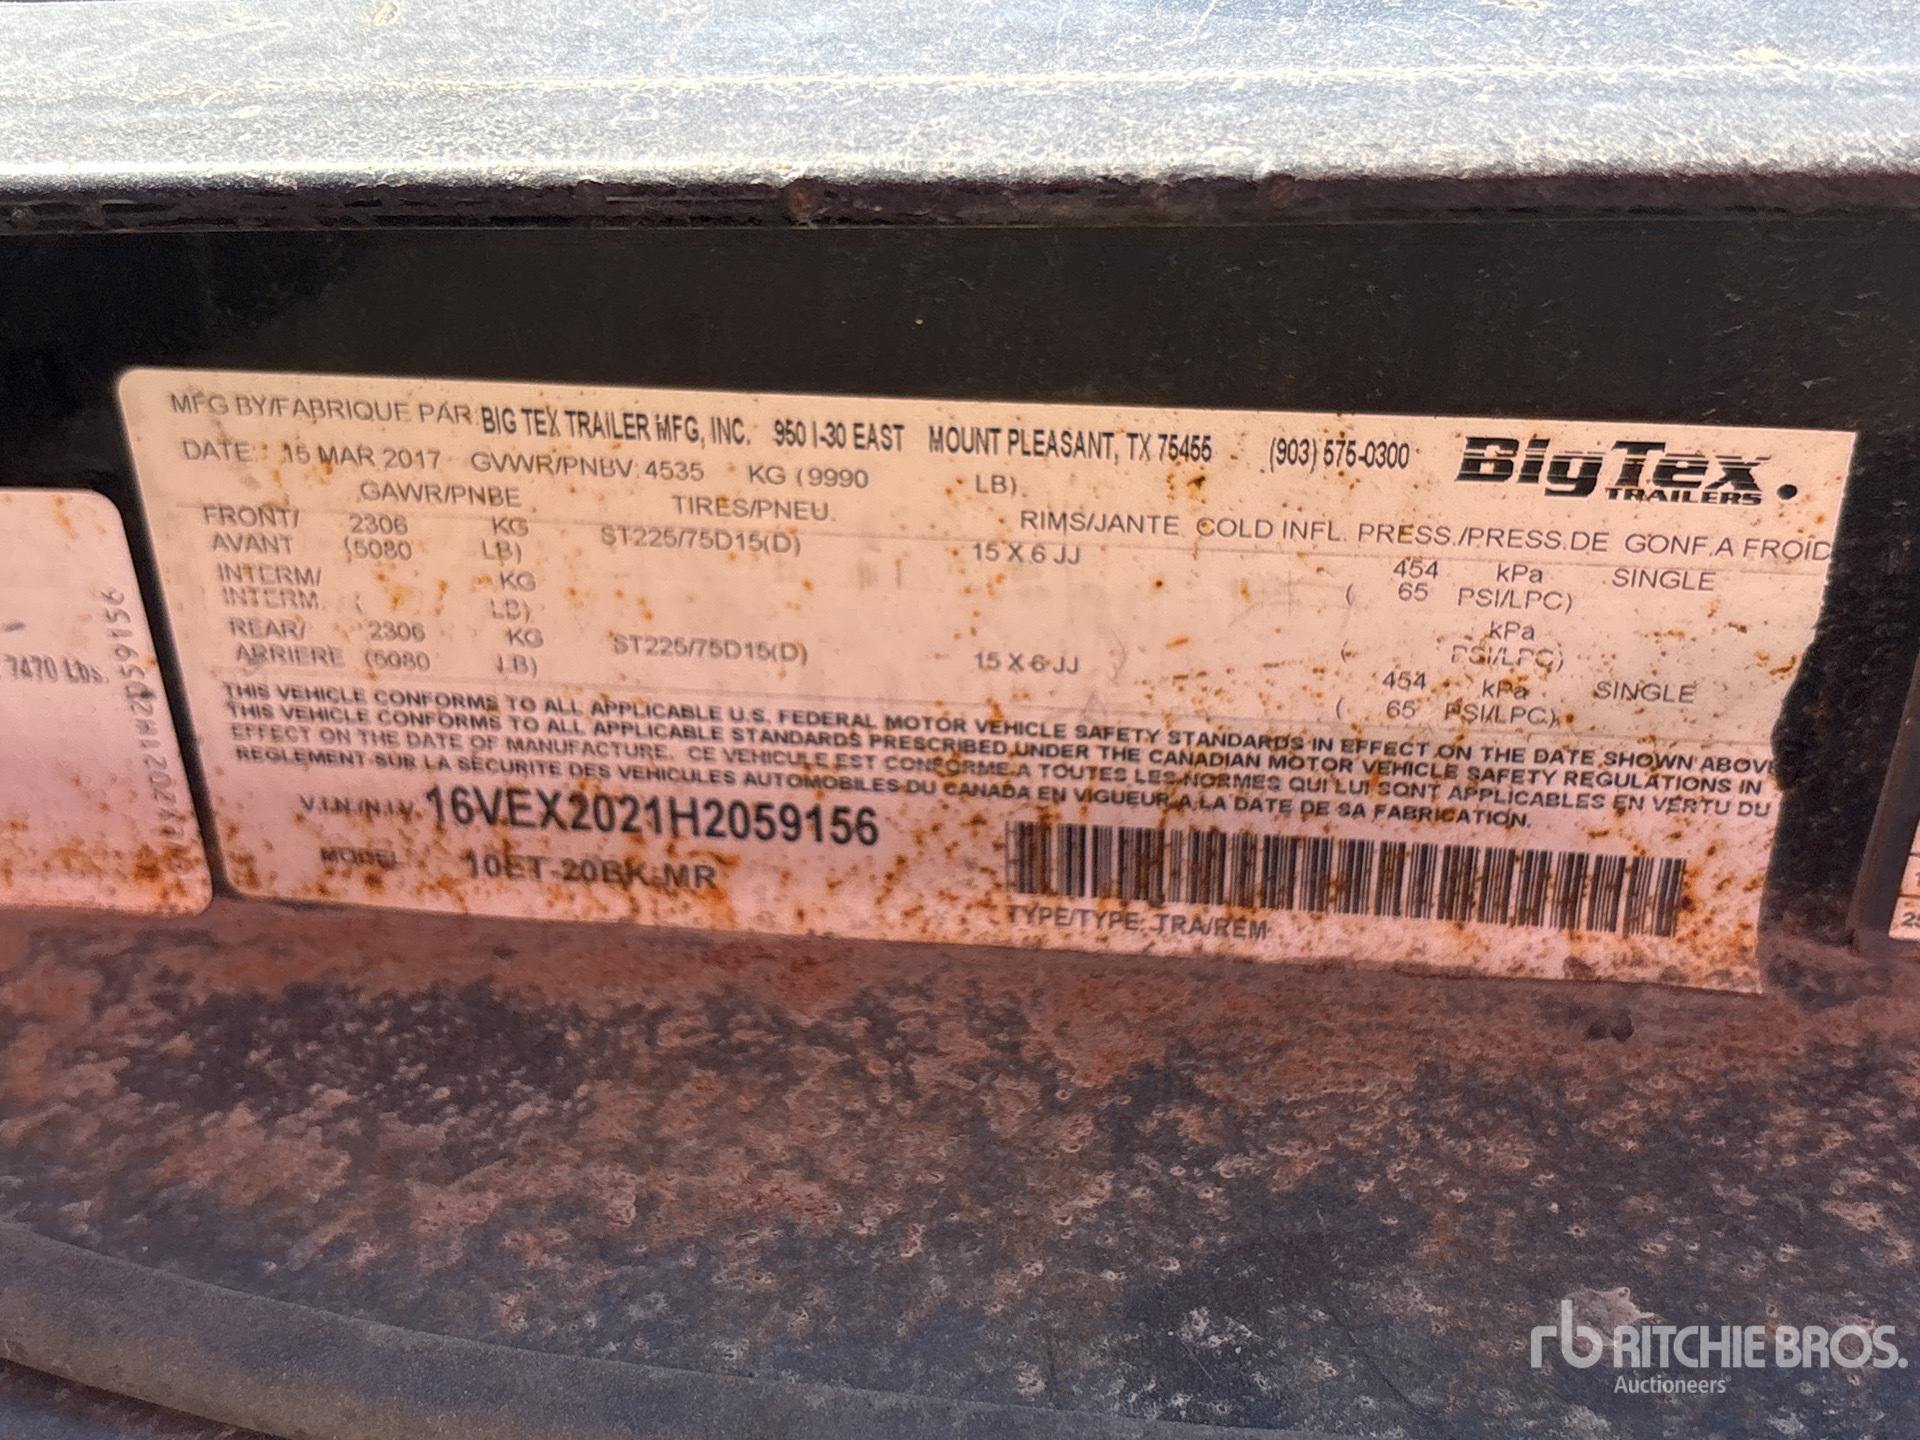 MFG BY/FABRIQUE PAR BIG TEX TRAILER MFG, INC. 950 I-30 EAST MOUNT PLEASANT, TX 75455 (903) 575-0300
BigTex
TRAILERS
DATE: 15 MAR 2017 GVWR/PNBV: 4535 KG (9990 LB)
GAWR/PNBE TIRES/PNEU. RIMS/JANTE COLD INFL. PRESS./PRESS.DE GONF.A FROID
FRONT/ 2306 KG ST225/75D15(D) 15 X 6 JJ 454 kPa SINGLE
AVANT (5080 LB) ( 65 PSI/LPC)
INTERM/ KG kPa
INTERM. ( LB) ( PSI/LPC)
REAR/ 2306 KG ST225/75D15(D) 15 X 6 JJ 454 kPa SINGLE
ARRIERE (5080 LB) ( 65 PSI/LPC)
THIS VEHICLE CONFORMS TO ALL APPLICABLE U.S. FEDERAL MOTOR VEHICLE SAFETY STANDARDS IN EFFECT ON THE DATE SHOWN ABOVE
THIS VEHICLE CONFORMS TO ALL APPLICABLE STANDARDS PRESCRIBED UNDER THE CANADIAN MOTOR VEHICLE SAFETY REGULATIONS IN
EFFECT ON THE DATE OF MANUFACTURE. CE VEHICULE EST CONFORME A TOUTES LES NORMES QUI LUI SONT APPLICABLES EN VERTU DU
REGLEMENT SUR LA SECURITE DES VEHICULES AUTOMOBILES DU CANADA EN VIGUEUR A LA DATE DE SA FABRICATION.
V.I.N./N.I.V. 16VEX2021H2059156
MODEL 10ET-20BK-MR
TYPE/TYPE: TRA/REM
7470 Lbs.
rb RITCHIE BROS.
Auctioneers